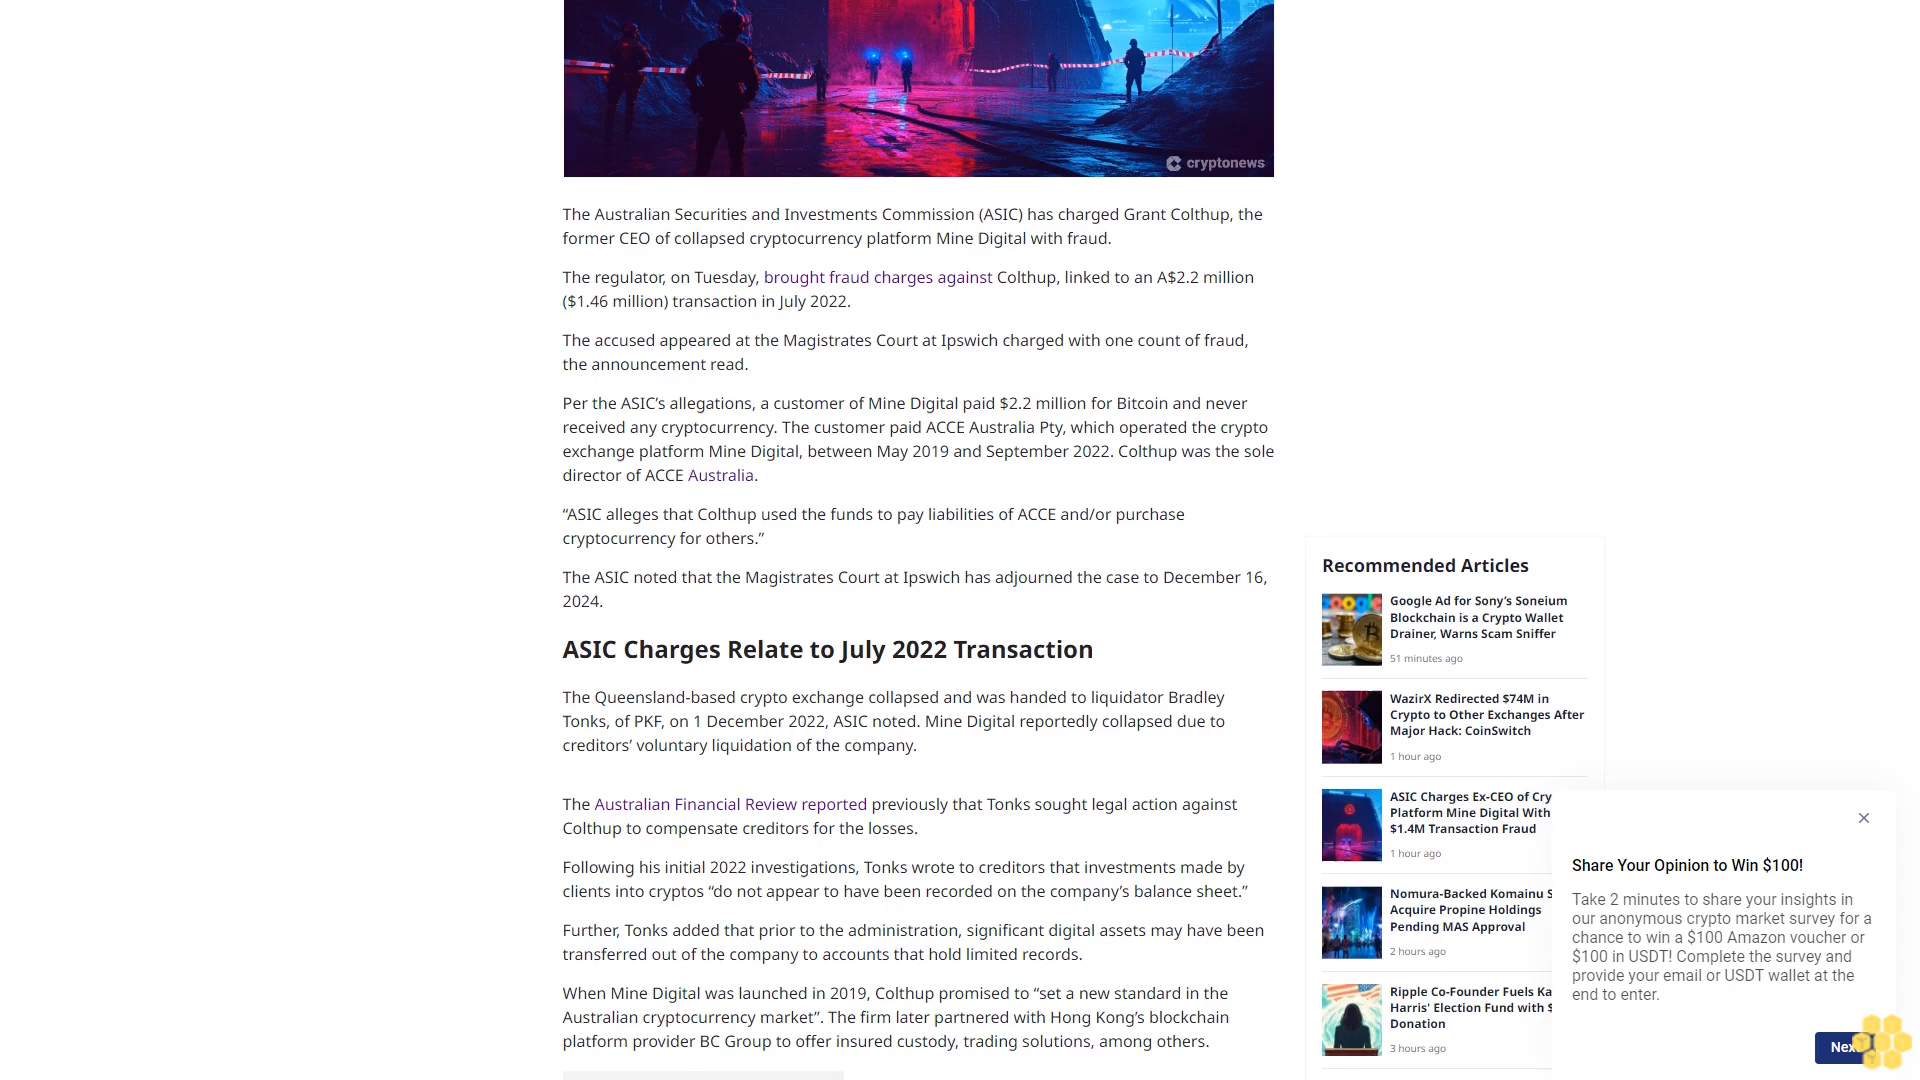 cryptonews
The Australian Securities and Investments Commission (ASIC) has charged Grant Colthup, the
former CEO of collapsed cryptocurrency platform Mine Digital with fraud.
The regulator, on Tuesday, brought fraud charges against Colthup, linked to an A$2.2 million
($1.46 million) transaction in July 2022.
The accused appeared at the Magistrates Court at Ipswich charged with one count of fraud,
the announcement read.
Per the ASIC’s allegations, a customer of Mine Digital paid $2.2 million for Bitcoin and never
received any cryptocurrency. The customer paid ACCE Australia Pty, which operated the crypto
exchange platform Mine Digital, between May 2019 and September 2022. Colthup was the sole
director of ACCE Australia.
“ASIC alleges that Colthup used the funds to pay liabilities of ACCE and/or purchase
cryptocurrency for others.”
The ASIC noted that the Magistrates Court at Ipswich has adjourned the case to December 16,
2024.
ASIC Charges Relate to July 2022 Transaction
The Queensland-based crypto exchange collapsed and was handed to liquidator Bradley
Tonks, of PKF, on 1 December 2022, ASIC noted. Mine Digital reportedly collapsed due to
creditors’ voluntary liquidation of the company.
The Australian Financial Review reported previously that Tonks sought legal action against
Colthup to compensate creditors for the losses.
Following his initial 2022 investigations, Tonks wrote to creditors that investments made by
clients into cryptos “do not appear to have been recorded on the company’s balance sheet.”
Further, Tonks added that prior to the administration, significant digital assets may have been
transferred out of the company to accounts that hold limited records.
When Mine Digital was launched in 2019, Colthup promised to “set a new standard in the
Australian cryptocurrency market”. The firm later partnered with Hong Kong’s blockchain
platform provider BC Group to offer insured custody, trading solutions, among others.
Recommended Articles
Google Ad for Sony’s Soneium
Blockchain is a Crypto Wallet
Drainer, Warns Scam Sniffer
51 minutes ago
WazirX Redirected $74M in
Crypto to Other Exchanges After
Major Hack: CoinSwitch
1 hour ago
ASIC Charges Ex-CEO of Cry
Platform Mine Digital With
$1.4M Transaction Fraud
1 hour ago
Nomura-Backed Komainu S
Acquire Propine Holdings
Pending MAS Approval
2 hours ago
Ripple Co-Founder Fuels Ka
Harris' Election Fund with $
Donation
3 hours ago
Share Your Opinion to Win $100!
Take 2 minutes to share your insights in
our anonymous crypto market survey for a
chance to win a $100 Amazon voucher or
$100 in USDT! Complete the survey and
provide your email or USDT wallet at the
end to enter.
Nex